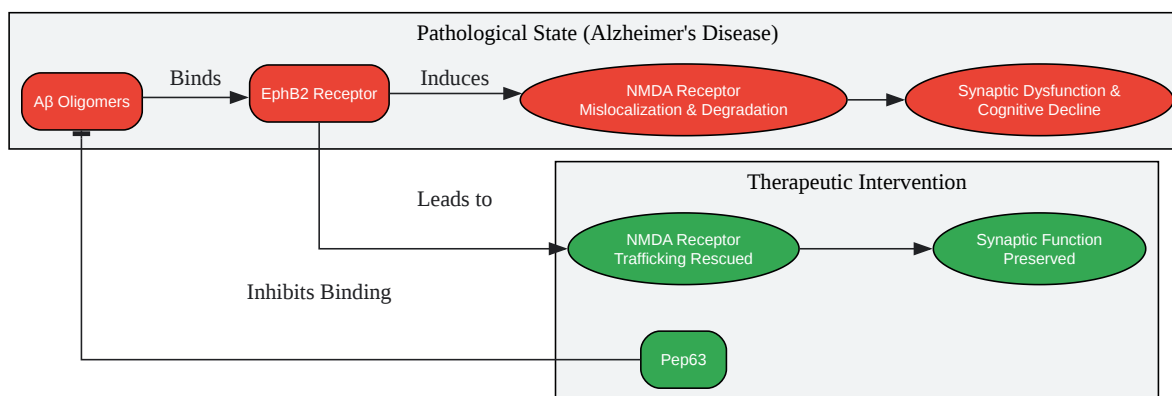 Pathological State (Alzheimer's Disease)
Aβ Oligomers
Binds
EphB2 Receptor
Induces
NMDA Receptor
Mislocalization & Degradation
Synaptic Dysfunction &
Cognitive Decline
Therapeutic Intervention
Leads to
NMDA Receptor
Trafficking Rescued
Synaptic Function
Preserved
Inhibits Binding
Pep63